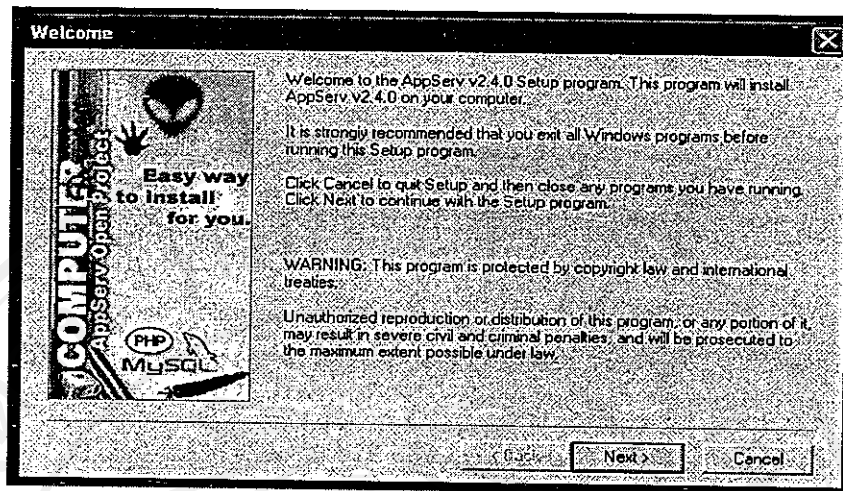 Welcome
Welcome to the AppServ v2.4.0 Setup program. This program will install
AppServ v2.4.0 on your computer.
It is strongly recommended that you exit all Windows programs before
running this Setup program.
Click Cancel to quit Setup and then close any programs you have running.
Click Next to continue with the Setup program.
WARNING: This program is protected by copyright law and international
treaties.
Unauthorized reproduction or distribution of this program, or any portion of it,
may result in severe civil and criminal penalties, and will be prosecuted to
the maximum extent possible under law.
COMPUTER
AppServ Open Project
Easy way
to install
for you.
PHP
MySQL
< Back
Next >
Cancel